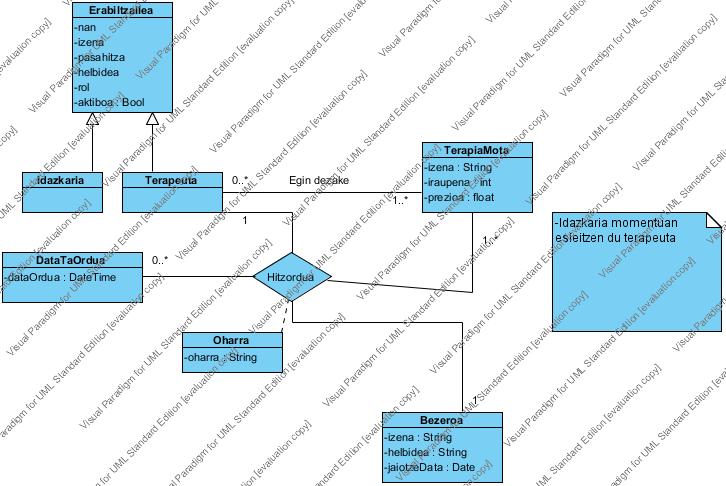 Erabiltzailea
-nan
-izena
-pasahitza
-helbidea
-rol
-aktiboa : Bool
Idazkaria
Terapeuta
0..*
Egin dezake
1..*
1
TerapiaMota
-izena : String
-iraupena : int
-prezioa : float
1..*
-Idazkaria momentuan
esleitzen du terapeuta
DataTaOrdua
-dataOrdua : DateTime
0..*
Hitzordua
Oharra
-oharra : String
1
Bezeroa
-izena : String
-helbidea : String
-jaiotzeData : Date
Visual Paradigm for UML Standard Edition [evaluation copy]